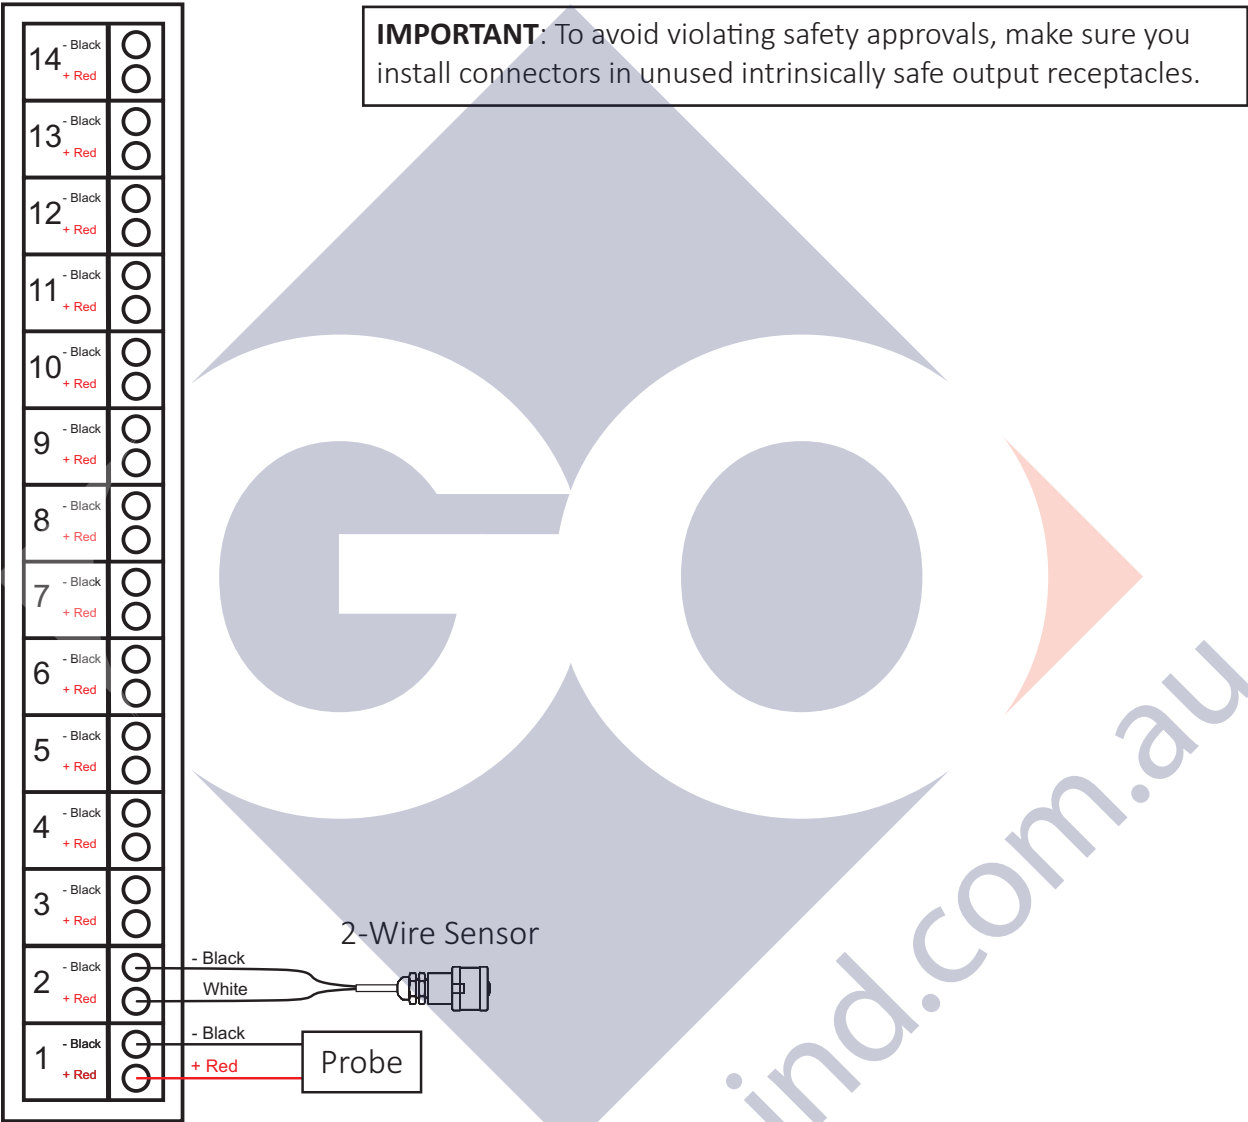 IMPORTANT: To avoid violating safety approvals, make sure you
install connectors in unused intrinsically safe output receptacles.
14 - Black
+ Red
13 - Black
+ Red
12 - Black
+ Red
11 - Black
+ Red
10 - Black
+ Red
9 - Black
+ Red
8 - Black
+ Red
7 - Black
+ Red
6 - Black
+ Red
5 - Black
+ Red
4 - Black
+ Red
3 - Black
+ Red
2-Wire Sensor
2 - Black
+ Red
- Black
White
1 - Black
+ Red
- Black
+ Red
Probe
GO
ind.com.au